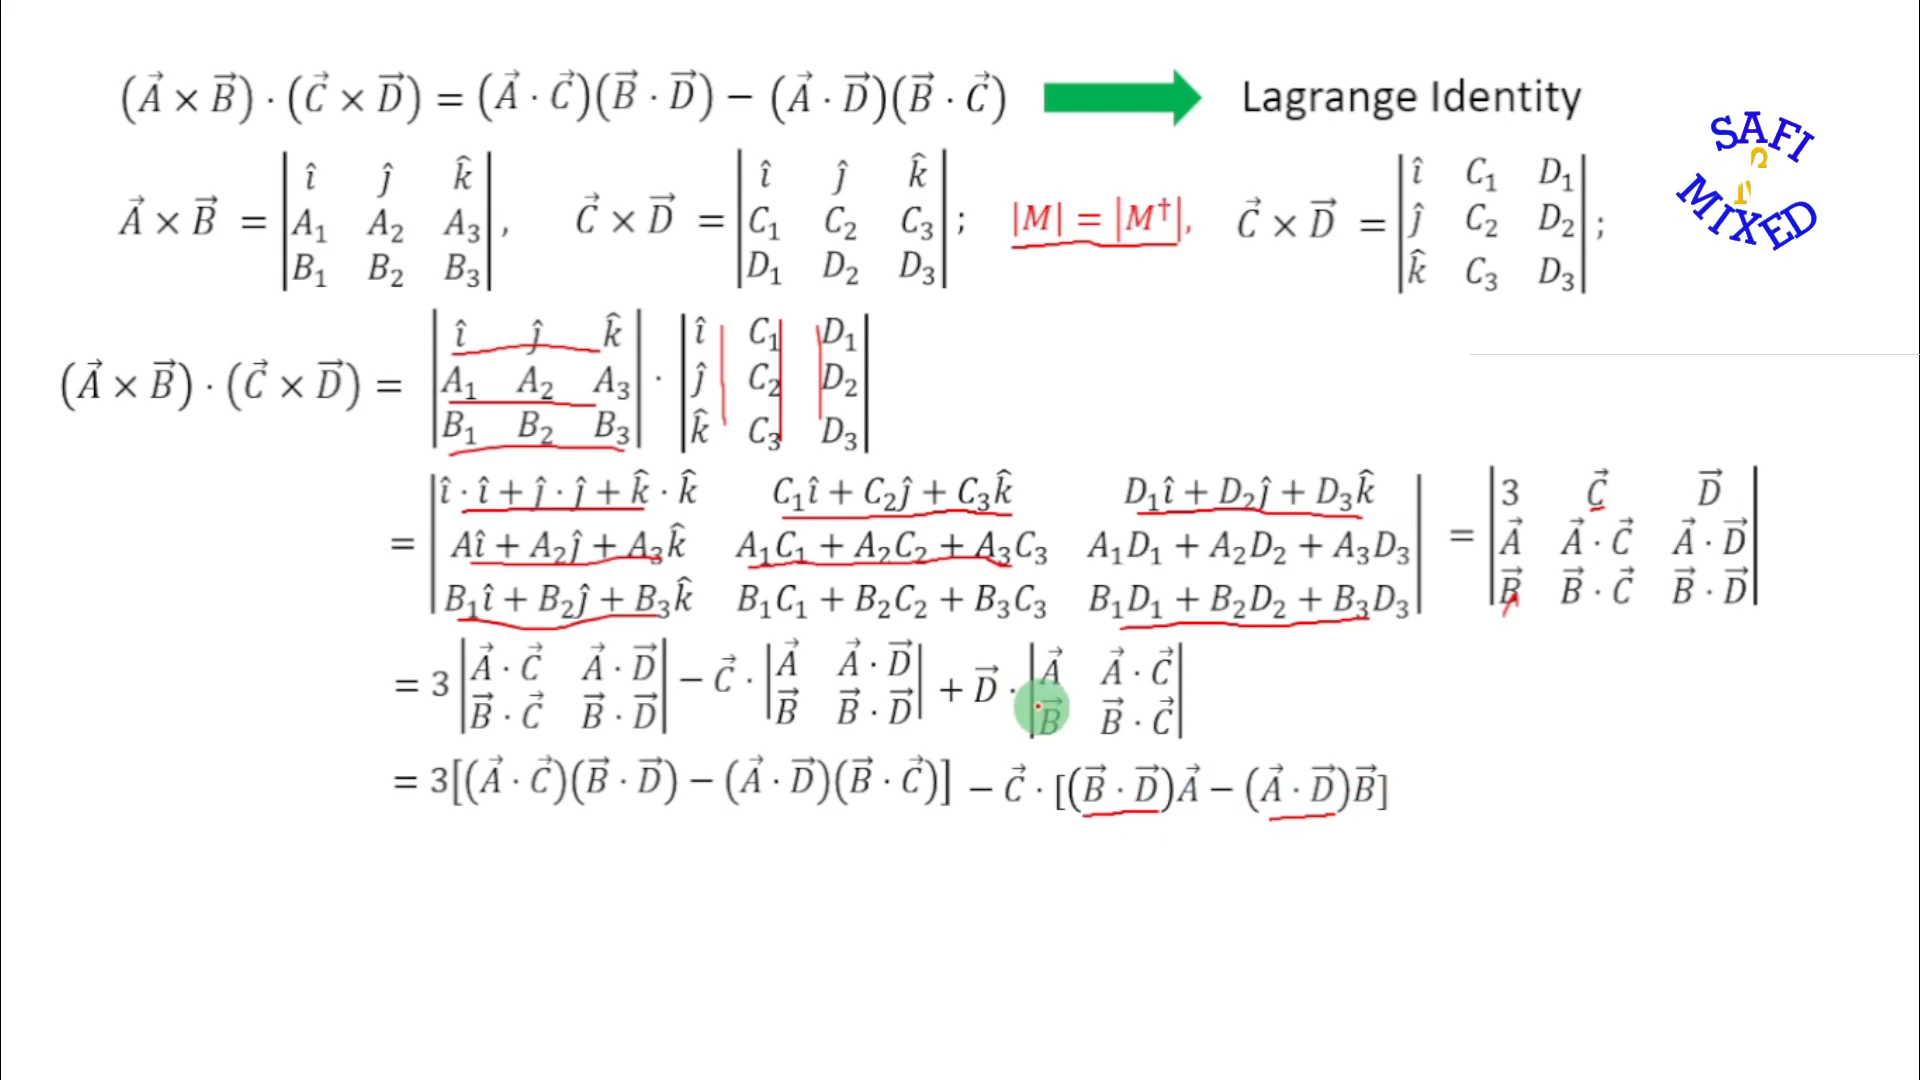 (A⃗ × B⃗) · (C⃗ × D⃗) = (A⃗ · C⃗)(B⃗ · D⃗) − (A⃗ · D⃗)(B⃗ · C⃗) Lagrange Identity
SAFI
MIXED
A⃗ × B⃗ = |î ĵ k̂; A₁ A₂ A₃; B₁ B₂ B₃|, C⃗ × D⃗ = |î ĵ k̂; C₁ C₂ C₃; D₁ D₂ D₃|; |M| = |M†|, C⃗ × D⃗ = |î C₁ D₁; ĵ C₂ D₂; k̂ C₃ D₃|;
(A⃗ × B⃗) · (C⃗ × D⃗) = |î ĵ k̂; A₁ A₂ A₃; B₁ B₂ B₃| · |î C₁ D₁; ĵ C₂ D₂; k̂ C₃ D₃|
= |î · î + ĵ · ĵ + k̂ · k̂ C₁î + C₂ĵ + C₃k̂ D₁î + D₂ĵ + D₃k̂; Aî + A₂ĵ + A₃k̂ A₁C₁ + A₂C₂ + A₃C₃ A₁D₁ + A₂D₂ + A₃D₃; B₁î + B₂ĵ + B₃k̂ B₁C₁ + B₂C₂ + B₃C₃ B₁D₁ + B₂D₂ + B₃D₃| = |3 C⃗ D⃗; A⃗ A⃗ · C⃗ A⃗ · D⃗; B⃗ B⃗ · C⃗ B⃗ · D⃗|
= 3 |A⃗ · C⃗ A⃗ · D⃗; B⃗ · C⃗ B⃗ · D⃗| − C⃗ · |A⃗ A⃗ · D⃗; B⃗ B⃗ · D⃗| + D⃗ · |A⃗ A⃗ · C⃗; B⃗ B⃗ · C⃗|
= 3[(A⃗ · C⃗)(B⃗ · D⃗) − (A⃗ · D⃗)(B⃗ · C⃗)] − C⃗ · [(B⃗ · D⃗)A⃗ − (A⃗ · D⃗)B⃗]